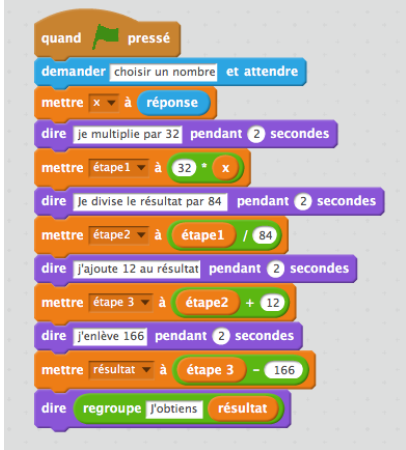 quand pressé
demander choisir un nombre et attendre
mettre x à réponse
dire je multiplie par 32 pendant 2 secondes
mettre étape1 à 32 * x
dire Je divise le résultat par 84 pendant 2 secondes
mettre étape2 à étape1 / 84
dire j'ajoute 12 au résultat pendant 2 secondes
mettre étape 3 à étape2 + 12
dire j'enlève 166 pendant 2 secondes
mettre résultat à étape 3 - 166
dire regroupe J'obtiens résultat